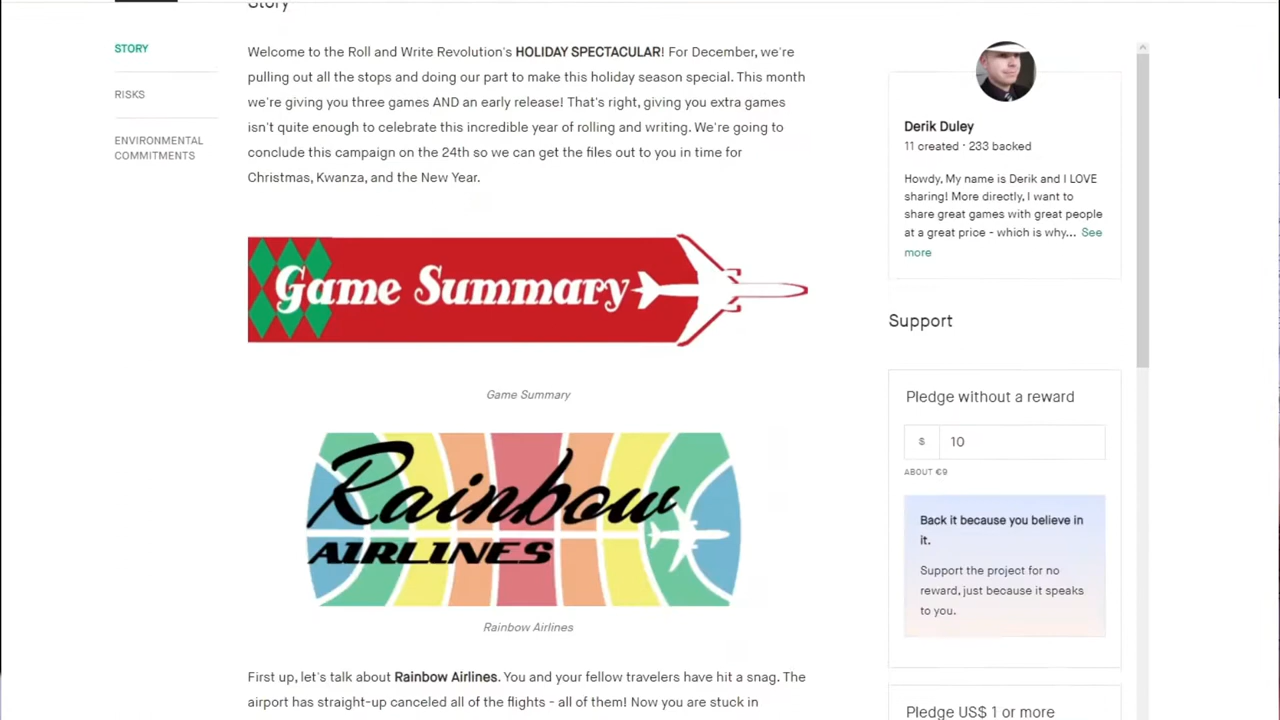 Story
STORY
RISKS
ENVIRONMENTAL
COMMITMENTS
Welcome to the Roll and Write Revolution's HOLIDAY SPECTACULAR! For December, we're
pulling out all the stops and doing our part to make this holiday season special. This month
we're giving you three games AND an early release! That's right, giving you extra games
isn't quite enough to celebrate this incredible year of rolling and writing. We're going to
conclude this campaign on the 24th so we can get the files out to you in time for
Christmas, Kwanza, and the New Year.
Game Summary
Game Summary
Rainbow
AIRLINES
Rainbow Airlines
First up, let's talk about Rainbow Airlines. You and your fellow travelers have hit a snag. The
airport has straight-up canceled all of the flights - all of them! Now you are stuck in
Derik Duley
11 created · 233 backed
Howdy, My name is Derik and I LOVE
sharing! More directly, I want to
share great games with great people
at a great price - which is why... See
more
Support
Pledge without a reward
$ 10
ABOUT €9
Back it because you believe in
it.
Support the project for no
reward, just because it speaks
to you.
Pledge US$ 1 or more